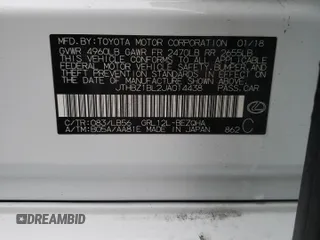 MFD.BY:TOYOTA MOTOR CORPORATION 01/18
GVWR 4960LB GAWR FR 2470LB RR 2655LB
THIS VEHICLE CONFORMS TO ALL APPLICABLE
FEDERAL MOTOR VEHICLE SAFETY, BUMPER, AND
THEFT PREVENTION STANDARDS IN EFFECT ON
THE DATE OF MANUFACTURE SHOWN ABOVE.
JTHBZ1BL2JA014438 PASS.CAR
C/TR:083/LB56 GRL12L-BEZQHA
A/TM:B05A/AA81E MADE IN JAPAN 862 C
DREAMBID